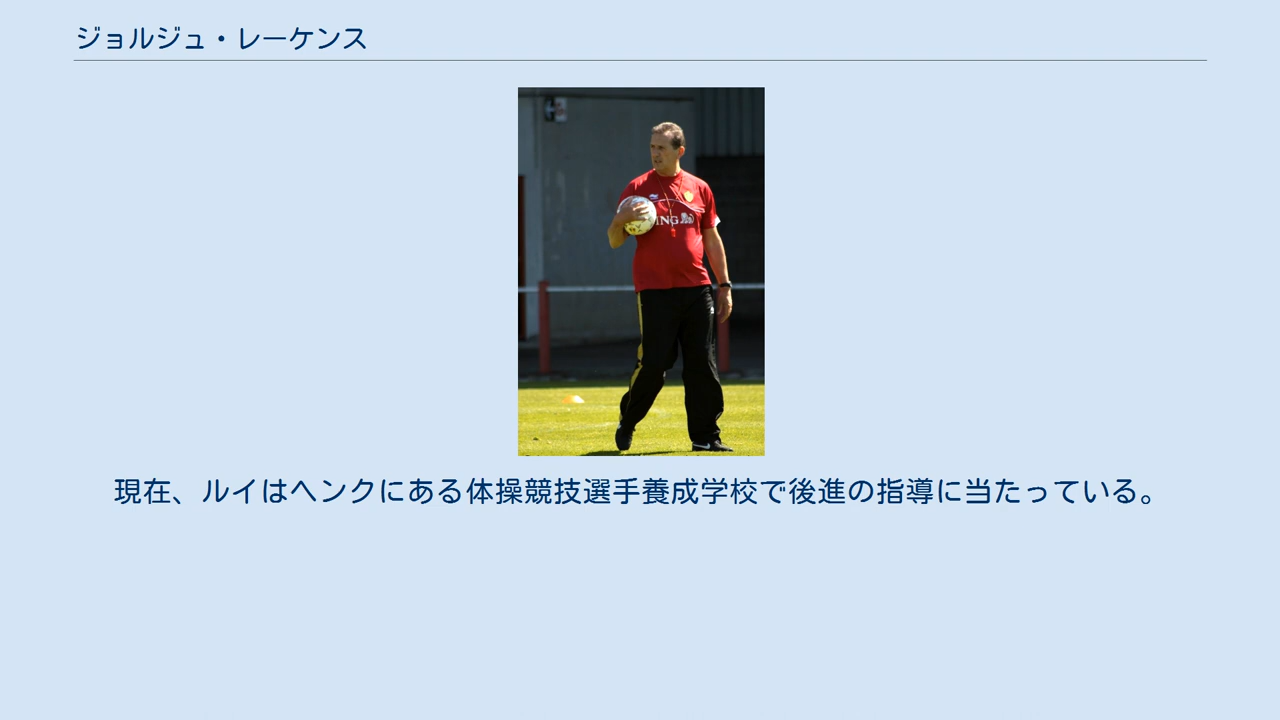 ジョルジュ・レーケンス
ING
現在、ルイはヘンクにある体操競技選手養成学校で後進の指導に当たっている。